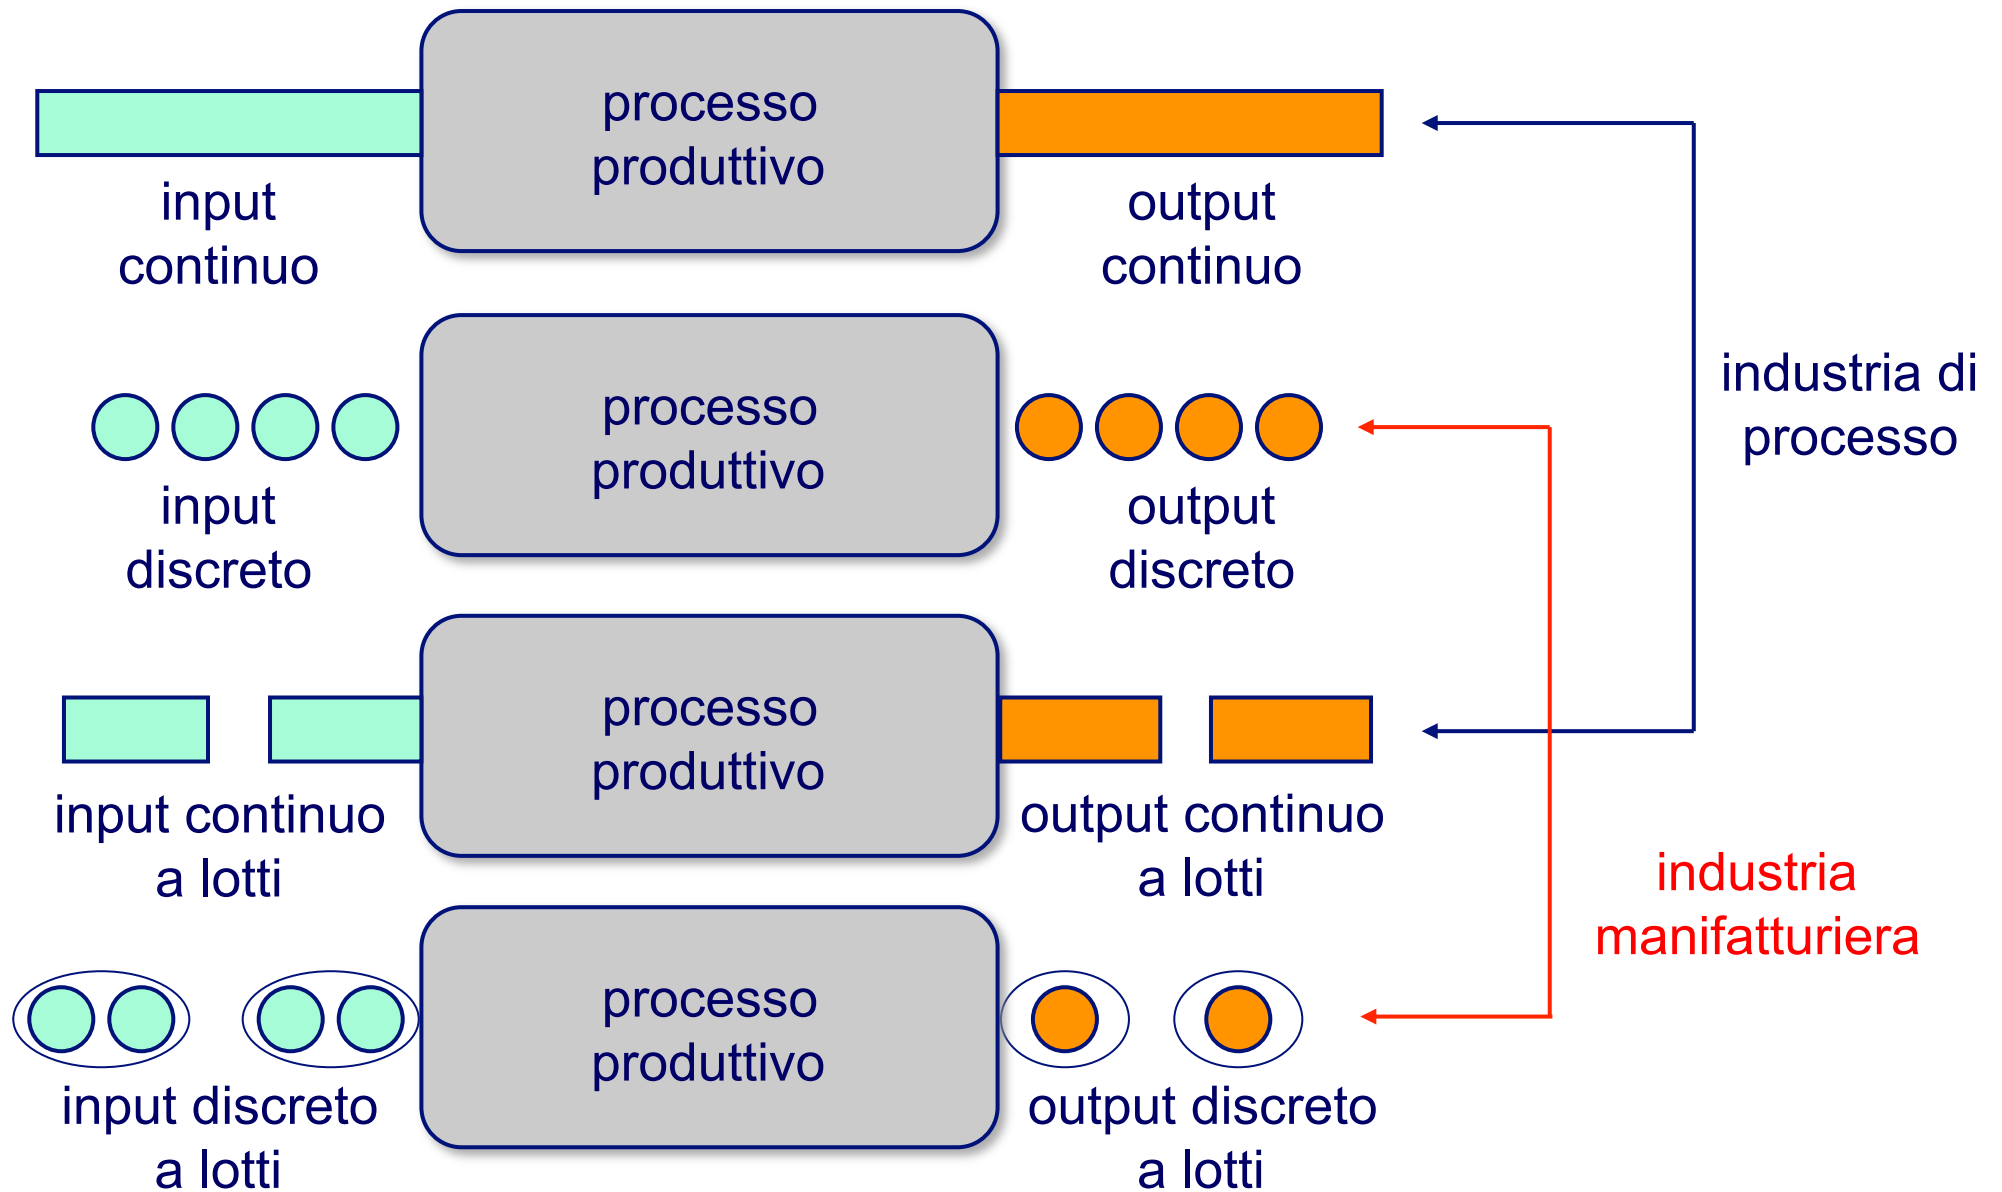 processo
produttivo
input
continuo
output
continuo
processo
produttivo
input
discreto
output
discreto
industria di
processo
processo
produttivo
input continuo
a lotti
output continuo
a lotti
industria
manifatturiera
processo
produttivo
input discreto
a lotti
output discreto
a lotti